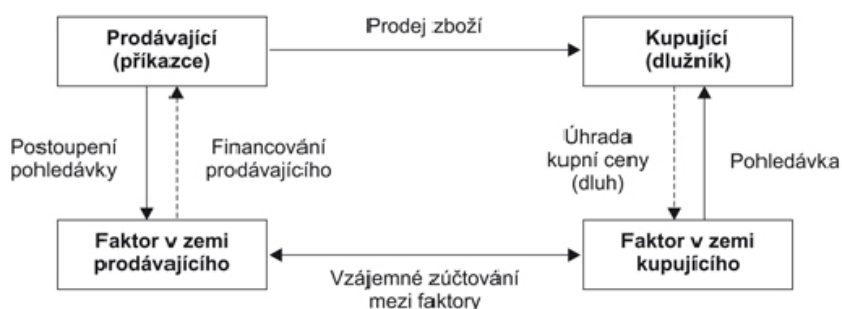 Prodej zboží
Prodávající
(příkazce)
Kupující
(dlužník)
Postoupení
pohledávky
Financování
prodávajícího
Úhrada
kupní ceny
(dluh)
Pohledávka
Faktor v zemi
prodávajícího
Faktor v zemi
kupujícího
Vzájemné zúčtování
mezi faktory